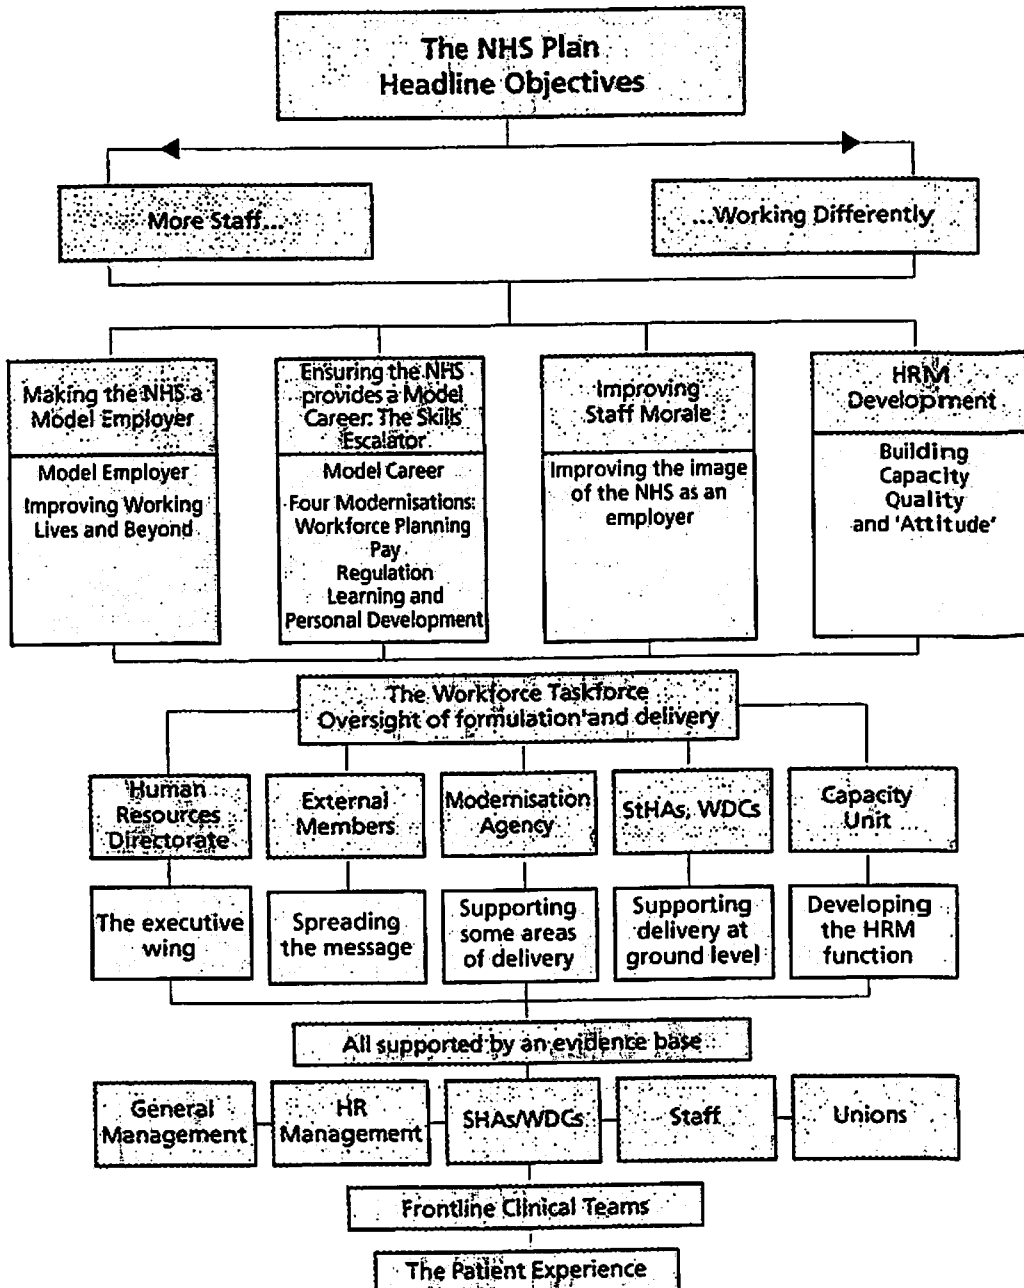 The NHS Plan
Headline Objectives
More Staff...
...Working Differently
Making the NHS a
Model Employer
Model Employer
Improving Working
Lives and Beyond
Ensuring the NHS
provides a Model
Career: The Skills
Escalator
Model Career
Four Modernisations:
Workforce Planning
Pay
Regulation
Learning and
Personal Development
Improving
Staff Morale
Improving the image
of the NHS as an
employer
HRM
Development
Building
Capacity
Quality
and 'Attitude'
The Workforce Taskforce
Oversight of formulation and delivery
Human
Resources
Directorate
External
Members
Modernisation
Agency
StHAs, WDCs
Capacity
Unit
The executive
wing
Spreading
the message
Supporting
some areas
of delivery
Supporting
delivery at
ground level
Developing
the HRM
function
All supported by an evidence base
General
Management
HR
Management
SHAs/WDCs
Staff
Unions
Frontline Clinical Teams
The Patient Experience